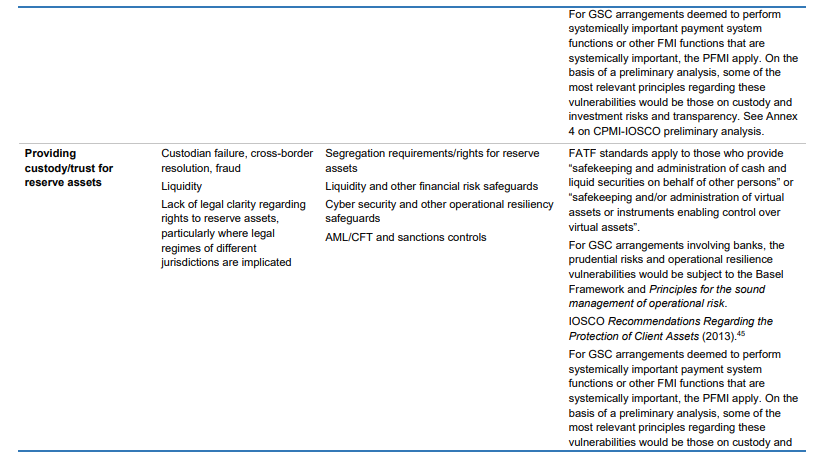 For GSC arrangements deemed to perform
systemically important payment system
functions or other FMI functions that are
systemically important, the PFMI apply. On the
basis of a preliminary analysis, some of the
most relevant principles regarding these
vulnerabilities would be those on custody and
investment risks and transparency. See Annex
4 on CPMI-IOSCO preliminary analysis.
Providing
custody/trust for
reserve assets
Custodian failure, cross-border
resolution, fraud
Liquidity
Lack of legal clarity regarding
rights to reserve assets,
particularly where legal
regimes of different
jurisdictions are implicated
Segregation requirements/rights for reserve
assets
Liquidity and other financial risk safeguards
Cyber security and other operational resiliency
safeguards
AML/CFT and sanctions controls
FATF standards apply to those who provide
“safekeeping and administration of cash and
liquid securities on behalf of other persons” or
“safekeeping and/or administration of virtual
assets or instruments enabling control over
virtual assets”.
For GSC arrangements involving banks, the
prudential risks and operational resilience
vulnerabilities would be subject to the Basel
Framework and Principles for the sound
management of operational risk.
IOSCO Recommendations Regarding the
Protection of Client Assets (2013).45
For GSC arrangements deemed to perform
systemically important payment system
functions or other FMI functions that are
systemically important, the PFMI apply. On the
basis of a preliminary analysis, some of the
most relevant principles regarding these
vulnerabilities would be those on custody and